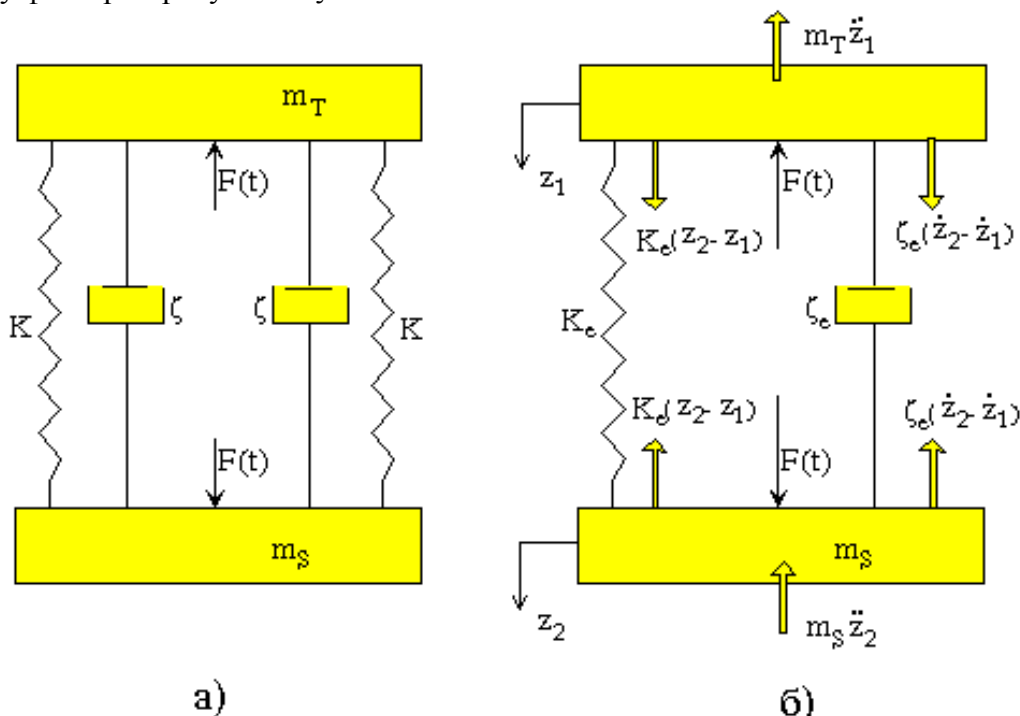 m_T
F(t)
K
ζ
ζ
K
F(t)
m_S
а)
m_T z̈_1
z_1
F(t)
K_e(z_2 - z_1)
ζ_e(ż_2 - ż_1)
K_e
ζ_e
K_e(z_2 - z_1)
ζ_e(ż_2 - ż_1)
F(t)
m_S
z_2
m_S z̈_2
б)